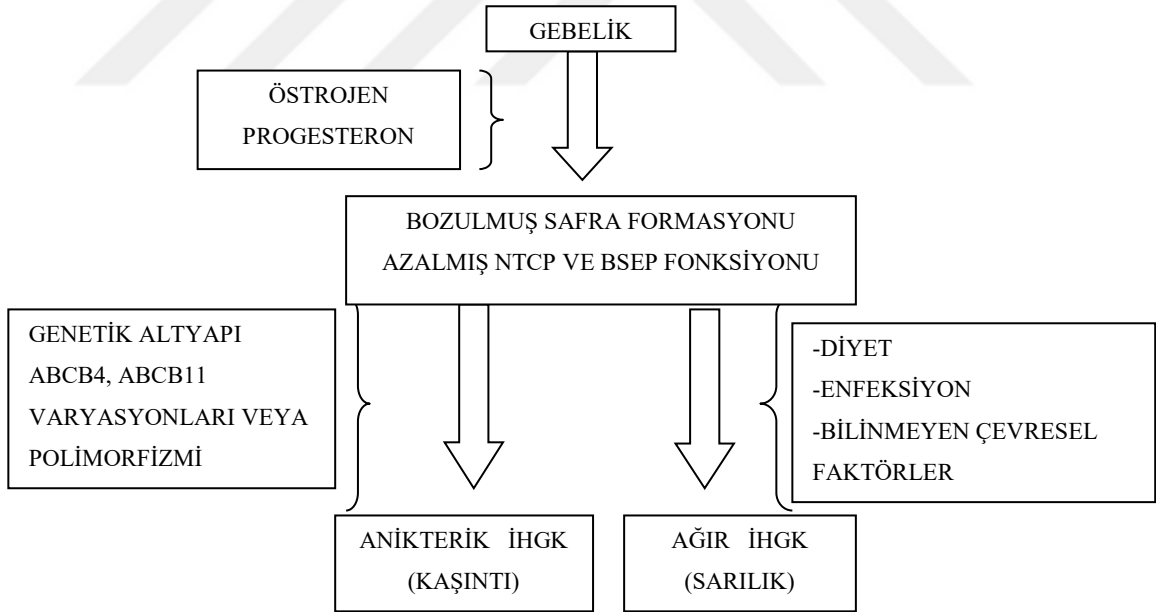 GEBELİK
ÖSTROJEN
PROGESTERON
BOZULMUŞ SAFRA FORMASYONU
AZALMIŞ NTCP VE BSEP FONKSİYONU
GENETİK ALTYAPI
ABCB4, ABCB11
VARYASYONLARI VEYA
POLİMORFİZMİ
-DİYET
-ENFEKSİYON
-BİLİNMEYEN ÇEVRESEL
FAKTÖRLER
ANİKTERİK İHGK
(KAŞINTI)
AĞIR İHGK
(SARILIK)